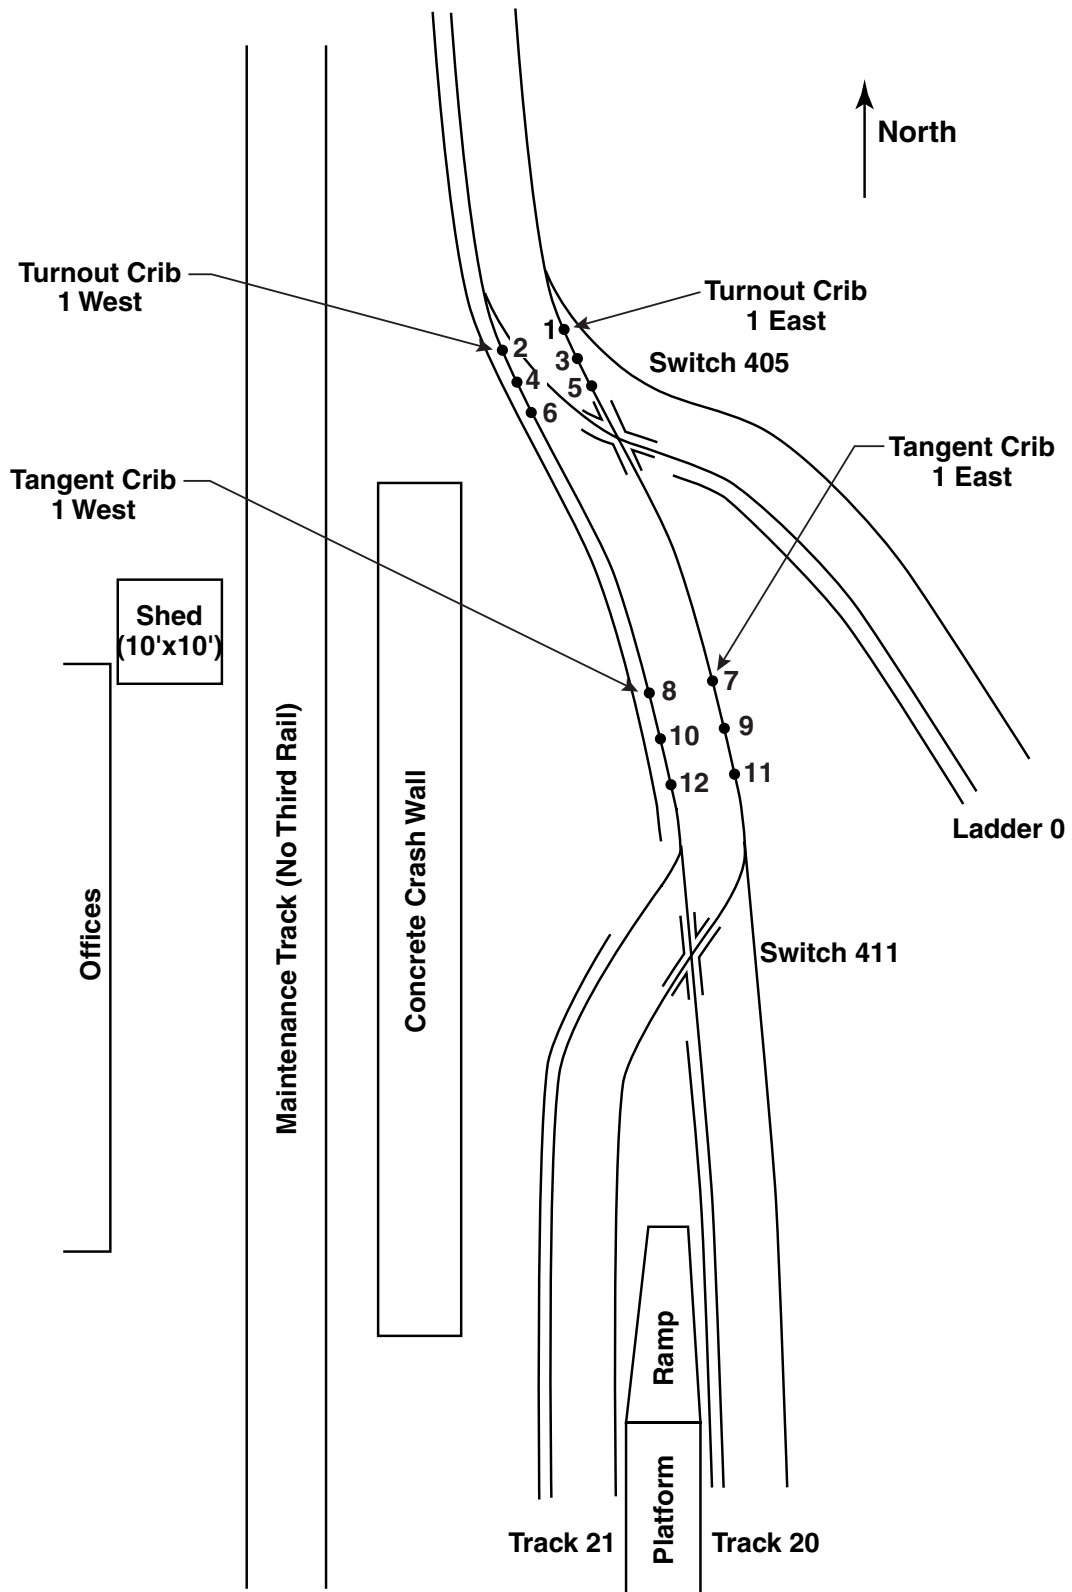 North
Turnout Crib
1 West
Turnout Crib
1 East
1
2
3
4
5
6
Switch 405
Tangent Crib
1 West
Tangent Crib
1 East
Shed
(10'x10')
7
8
9
10
11
12
Ladder 0
Offices
Maintenance Track (No Third Rail)
Concrete Crash Wall
Switch 411
Ramp
Platform
Track 21
Track 20